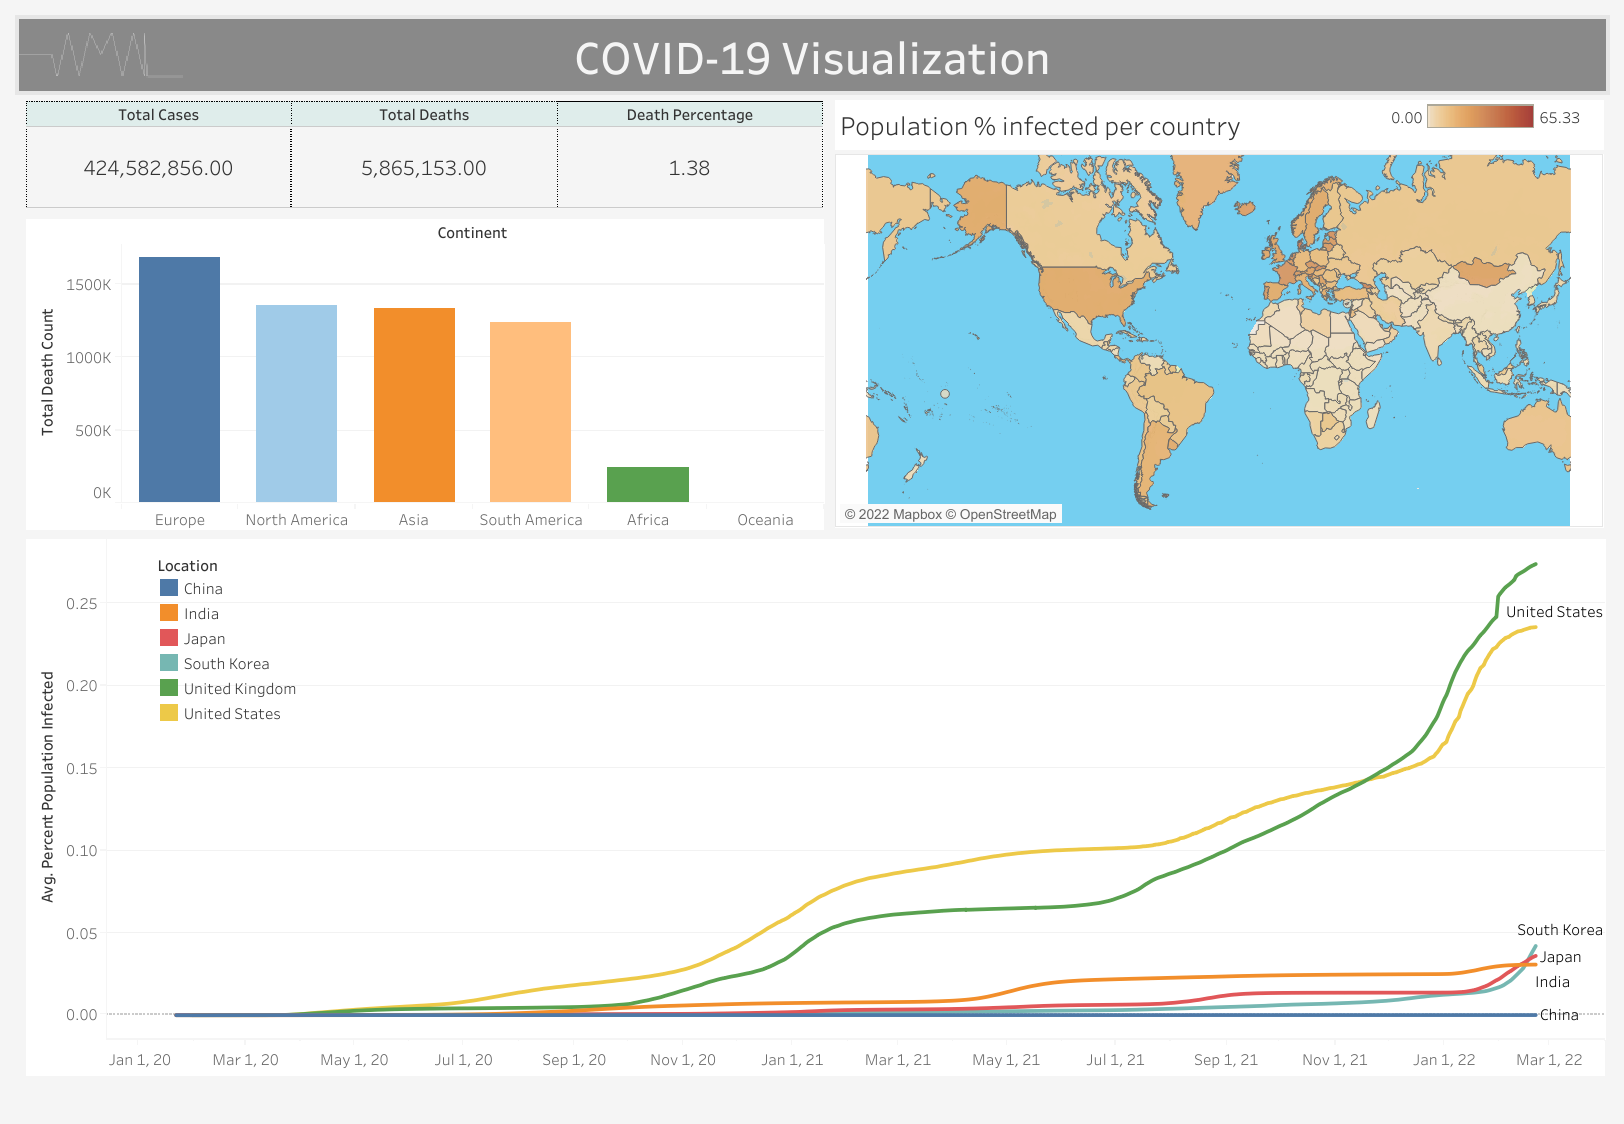 COVID-19 Visualization
Total Cases
Total Deaths
Death Percentage
424,582,856.00
5,865,153.00
1.38
Population % infected per country
0.00
65.33
© 2022 Mapbox © OpenStreetMap
Continent
Total Death Count
1500K
1000K
500K
0K
Europe
North America
Asia
South America
Africa
Oceania
Location
China
India
Japan
South Korea
United Kingdom
United States
Avg. Percent Population Infected
0.25
0.20
0.15
0.10
0.05
0.00
United States
South Korea
Japan
India
China
Jan 1, 20
Mar 1, 20
May 1, 20
Jul 1, 20
Sep 1, 20
Nov 1, 20
Jan 1, 21
Mar 1, 21
May 1, 21
Jul 1, 21
Sep 1, 21
Nov 1, 21
Jan 1, 22
Mar 1, 22